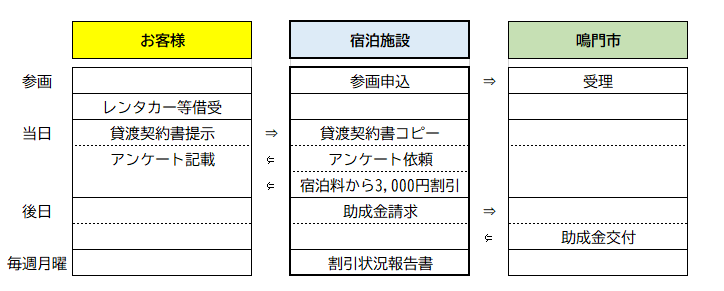 お客様 宿泊施設 鳴門市
参画 参画申込 ⇒ 受理
レンタカー等借受
当日 貸渡契約書提示 ⇒ 貸渡契約書コピー
アンケート記載 ⇐ アンケート依頼
⇐ 宿泊料から3,000円割引
後日 助成金請求 ⇒
⇐ 助成金交付
毎週月曜 割引状況報告書